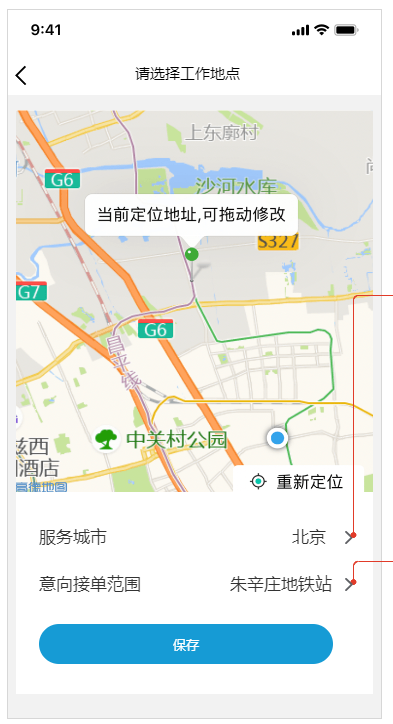 9:41
请选择工作地点
上东廓村
G6
沙河水库
当前定位地址,可拖动修改
S327
G7
G6
昌平线
中关村公园
兹西
酒店
高德地图
重新定位
服务城市 北京
意向接单范围 朱辛庄地铁站
保存